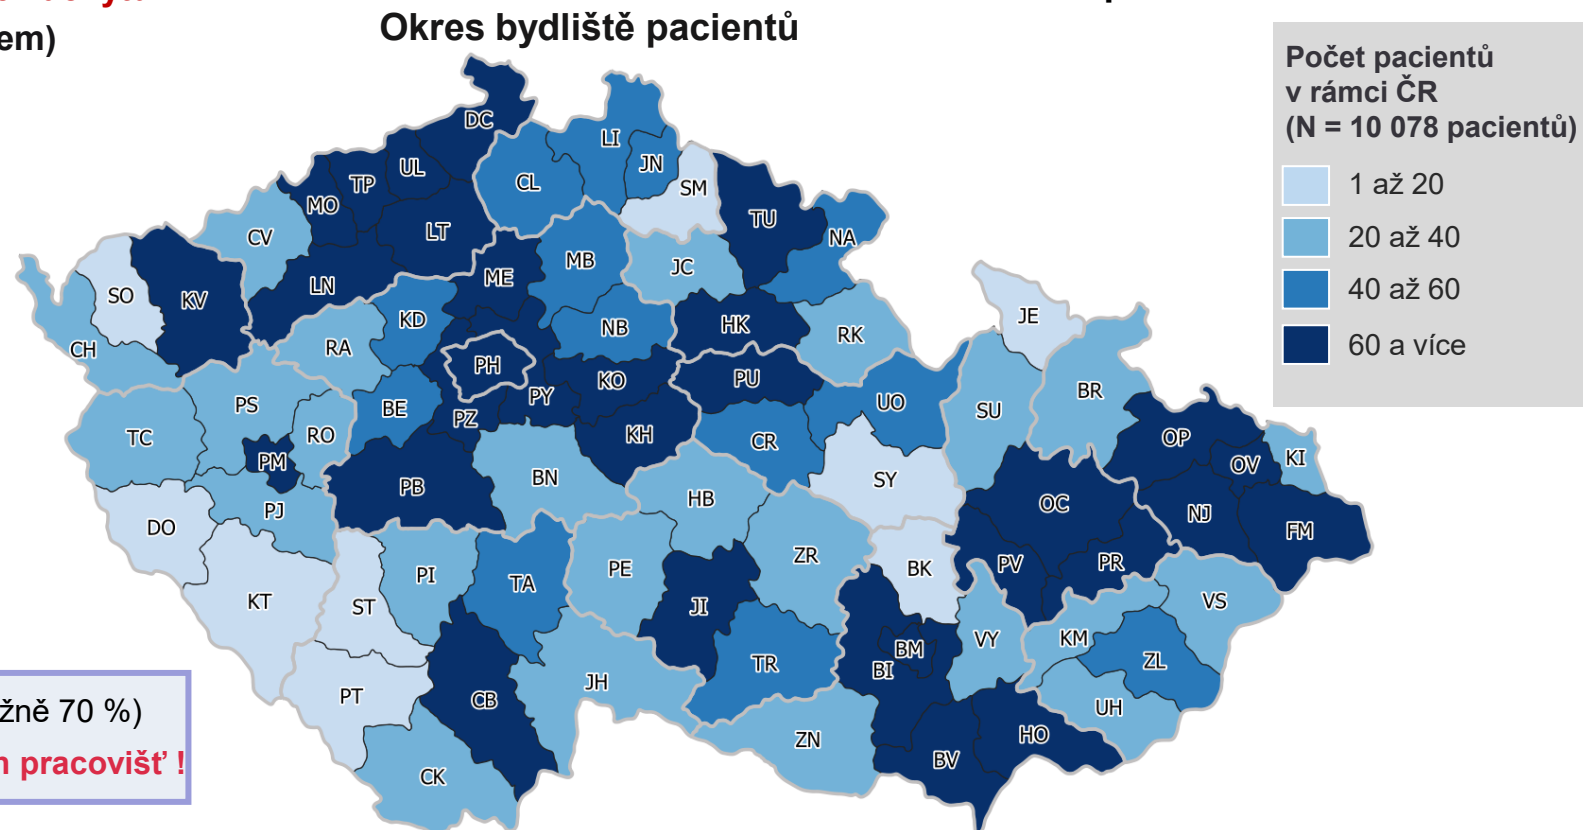 em)
Okres bydliště pacientů
Počet pacientů
v rámci ČR
(N = 10 078 pacientů)
1 až 20
20 až 40
40 až 60
60 a více
DC
LI
JN
UL
TP
CL
SM
MO
TU
LT
CV
NA
MB
JC
ME
LN
SO
KV
KD
NB
HK
JE
RK
RA
CH
PH
KO
PU
BR
PY
PS
BE
UO
SU
PZ
TC
RO
KH
CR
OP
PM
OV
KI
BN
SY
PB
HB
OC
PJ
NJ
DO
FM
ZR
PV
PR
PE
BK
PI
TA
KT
ST
JI
VS
VY
KM
BM
TR
BI
ZL
JH
PT
CB
UH
ZN
HO
BV
CK
žně 70 %)
pracovišť !